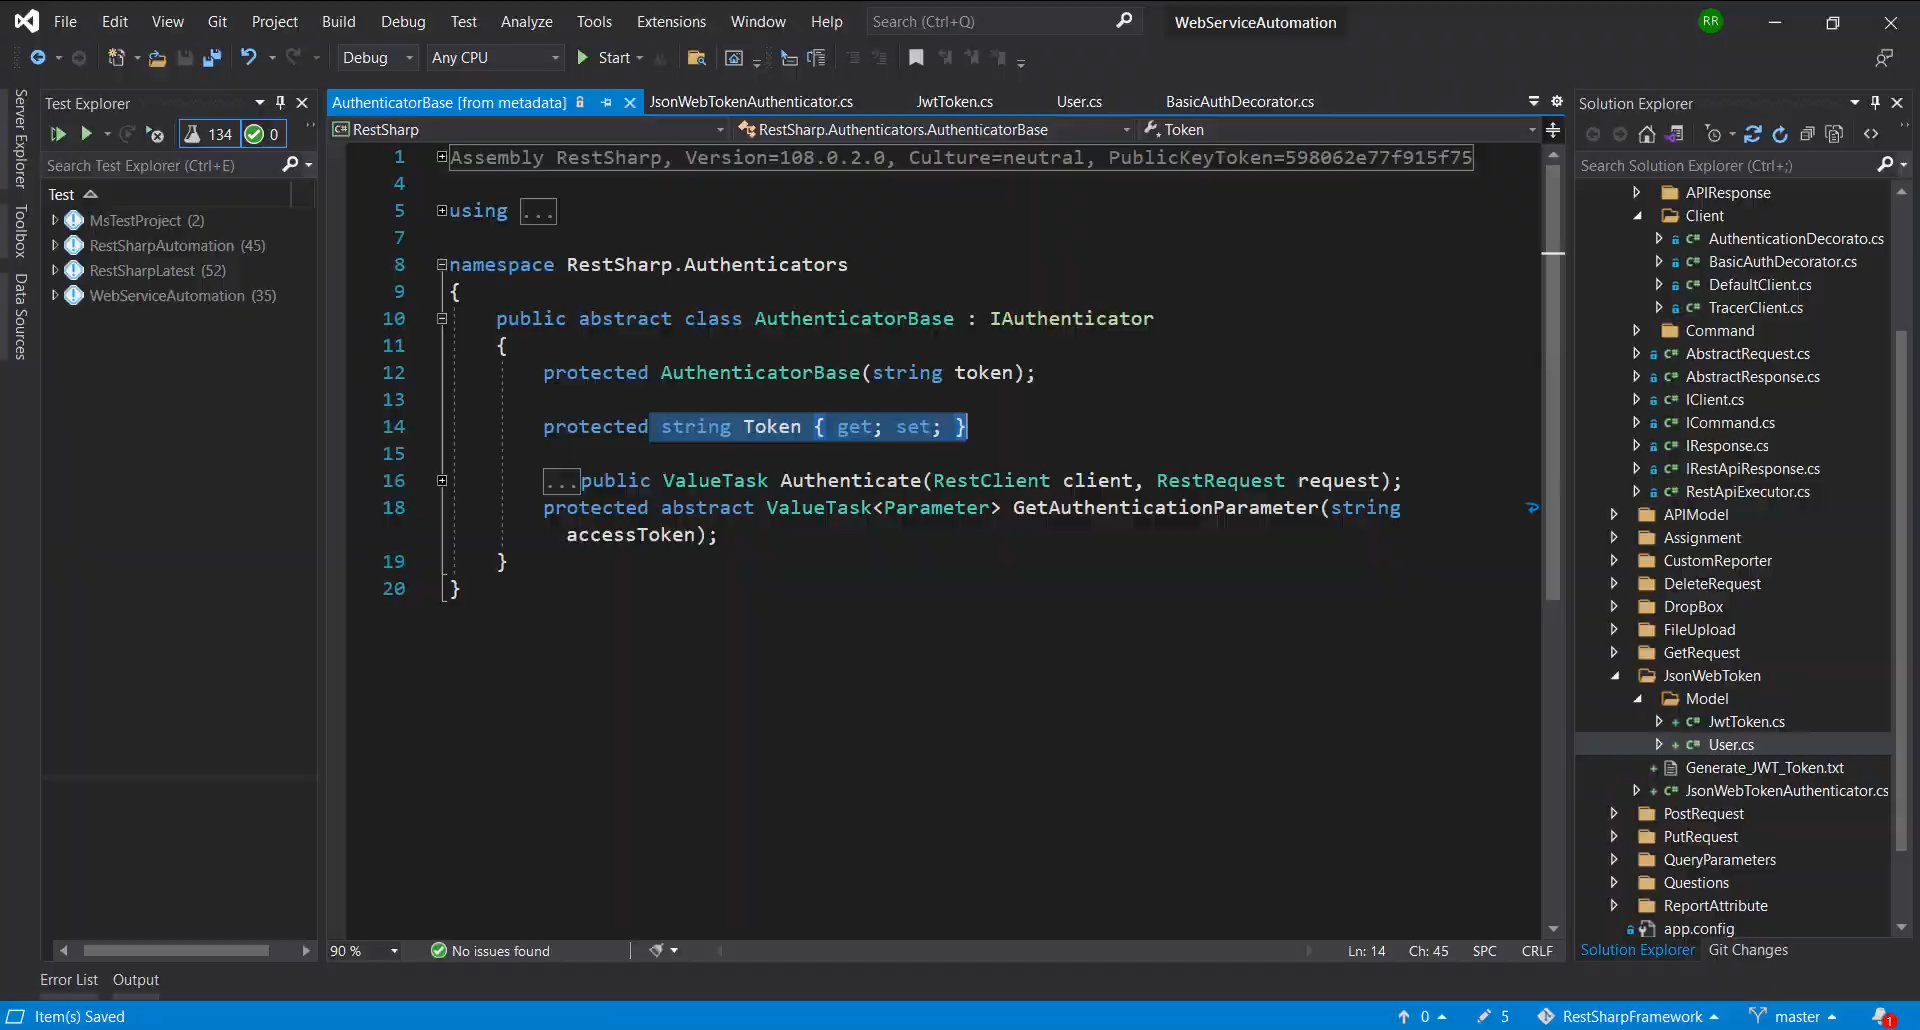 File Edit View Git Project Build Debug Test Analyze Tools Extensions Window Help Search (Ctrl+Q) WebServiceAutomation RR
Debug Any CPU Start
Server Explorer
Toolbox
Data Sources
Test Explorer
134 0
Search Test Explorer (Ctrl+E)
Test
MsTestProject (2)
RestSharpAutomation (45)
RestSharpLatest (52)
WebServiceAutomation (35)
AuthenticatorBase [from metadata] JsonWebTokenAuthenticator.cs JwtToken.cs User.cs BasicAuthDecorator.cs
RestSharp RestSharp.Authenticators.AuthenticatorBase Token
1 Assembly RestSharp, Version=108.0.2.0, Culture=neutral, PublicKeyToken=598062e77f915f75
4
5 using ...
7
8 namespace RestSharp.Authenticators
9 {
10 public abstract class AuthenticatorBase : IAuthenticator
11 {
12 protected AuthenticatorBase(string token);
13
14 protected string Token { get; set; }
15
16 ...public ValueTask Authenticate(RestClient client, RestRequest request);
18 protected abstract ValueTask<Parameter> GetAuthenticationParameter(string
accessToken);
19 }
20 }
90 % No issues found Ln: 14 Ch: 45 SPC CRLF
Solution Explorer
Search Solution Explorer (Ctrl+;)
APIResponse
Client
AuthenticationDecorato.cs
BasicAuthDecorator.cs
DefaultClient.cs
TracerClient.cs
Command
AbstractRequest.cs
AbstractResponse.cs
IClient.cs
ICommand.cs
IResponse.cs
IRestApiResponse.cs
RestApiExecutor.cs
APIModel
Assignment
CustomReporter
DeleteRequest
DropBox
FileUpload
GetRequest
JsonWebToken
Model
JwtToken.cs
User.cs
Generate_JWT_Token.txt
JsonWebTokenAuthenticator.cs
PostRequest
PutRequest
QueryParameters
Questions
ReportAttribute
app.config
Solution Explorer Git Changes
Error List Output
Item(s) Saved 0 5 RestSharpFramework master 1